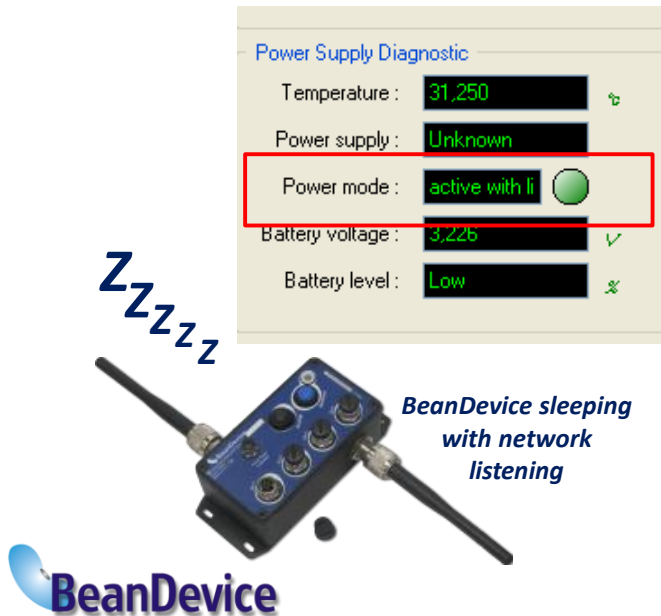 Power Supply Diagnostic
Temperature : 31,250 °c
Power supply : Unknown
Power mode : active with li
Battery voltage : 3,226 V
Battery level : Low %
Z
Z
Z
Z
Z
BeanDevice sleeping
with network
listening
BeanDevice
BeanDevice